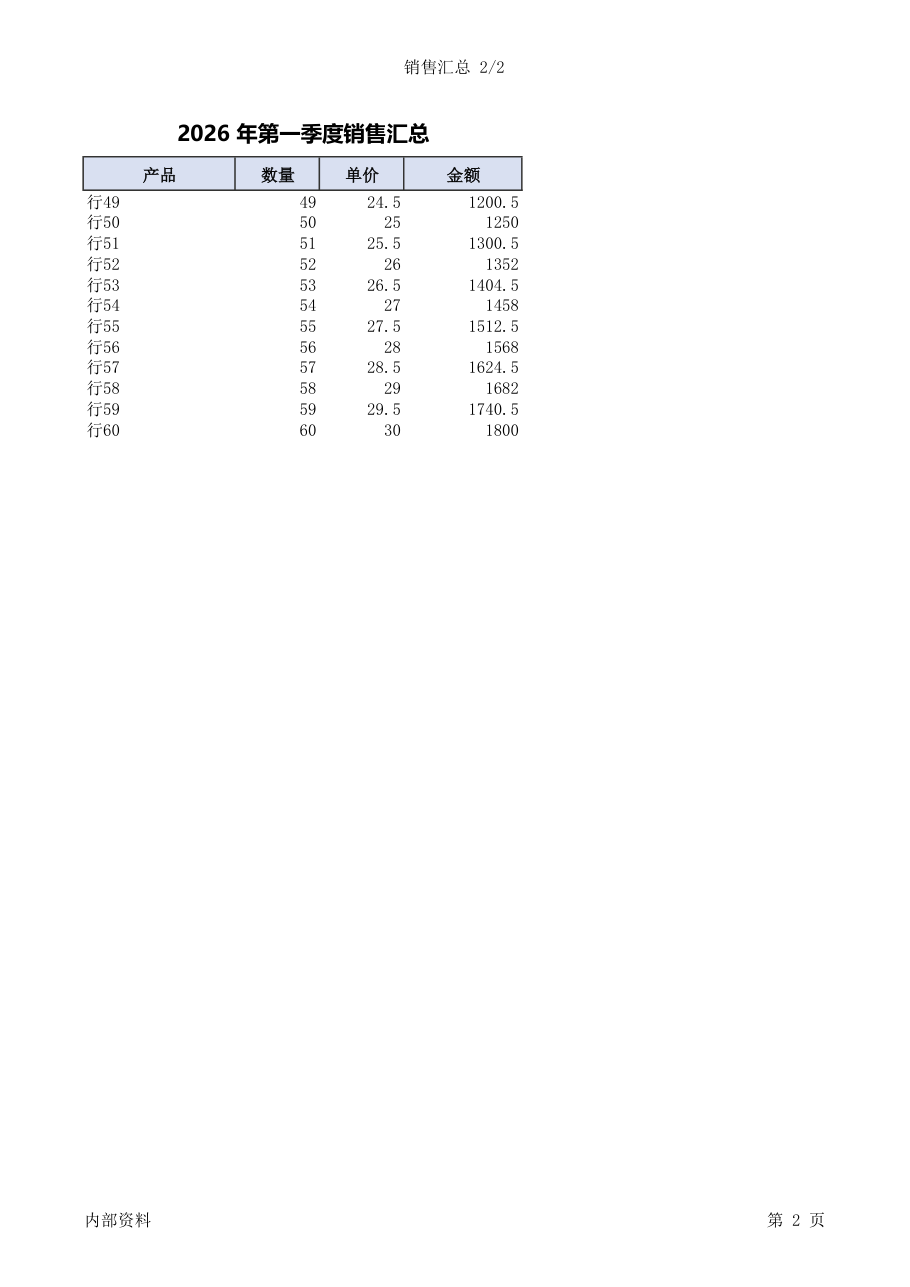 销售汇总 2/2
2026 年第一季度销售汇总
产品 数量 单价 金额
行49 49 24.5 1200.5
行50 50 25 1250
行51 51 25.5 1300.5
行52 52 26 1352
行53 53 26.5 1404.5
行54 54 27 1458
行55 55 27.5 1512.5
行56 56 28 1568
行57 57 28.5 1624.5
行58 58 29 1682
行59 59 29.5 1740.5
行60 60 30 1800
内部资料 第 2 页